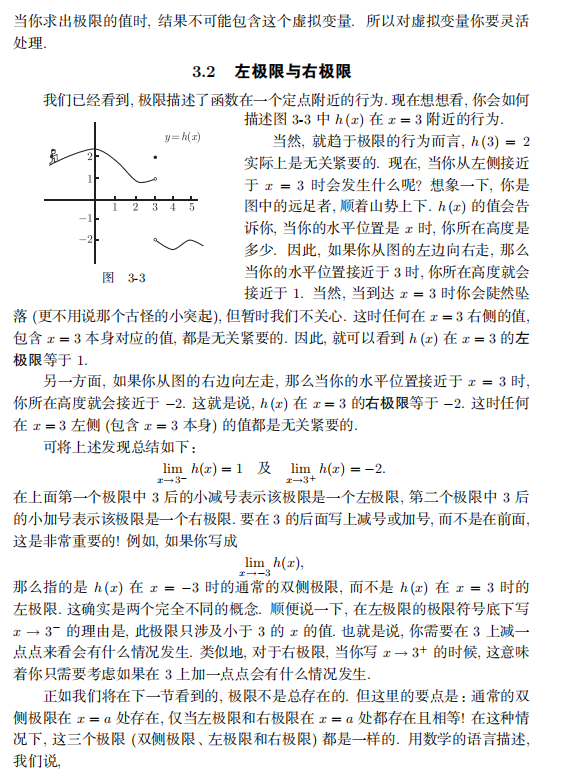 当你求出极限的值时, 结果不可能包含这个虚拟变量. 所以对虚拟变量你要灵活
处理.
3.2 左极限与右极限
我们已经看到, 极限描述了函数在一个定点附近的行为. 现在想想看, 你会如何
描述图 3-3 中 h(x) 在 x = 3 附近的行为.
y=h(x)
2
1
1 2 3 4 5
−1
−2
图 3-3
当然, 就趋于极限的行为而言, h(3) = 2
实际上是无关紧要的. 现在, 当你从左侧接近
于 x = 3 时会发生什么呢? 想象一下, 你是
图中的远足者, 顺着山势上下. h(x) 的值会告
诉你, 当你的水平位置是 x 时, 你所在高度是
多少. 因此, 如果你从图的左边向右走, 那么
当你的水平位置接近于 3 时, 你所在高度就会
接近于 1. 当然, 当到达 x = 3 时你会陡然坠
落 (更不用说那个古怪的小突起), 但暂时我们不关心. 这时任何在 x = 3 右侧的值,
包含 x = 3 本身对应的值, 都是无关紧要的. 因此, 就可以看到 h(x) 在 x = 3 的左
极限等于 1.
另一方面, 如果你从图的右边向左走, 那么当你的水平位置接近于 x = 3 时,
你所在高度就会接近于 −2. 这就是说, h(x) 在 x = 3 的右极限等于 −2. 这时任何
在 x = 3 左侧 (包含 x = 3 本身) 的值都是无关紧要的.
可将上述发现总结如下:
lim h(x) = 1 及 lim h(x) = −2.
x→3⁻ x→3⁺
在上面第一个极限中 3 后的小减号表示该极限是一个左极限, 第二个极限中 3 后
的小加号表示该极限是一个右极限. 要在 3 的后面写上减号或加号, 而不是在前面,
这是非常重要的! 例如, 如果你写成
lim h(x),
x→−3
那么指的是 h(x) 在 x = −3 时的通常的双侧极限, 而不是 h(x) 在 x = 3 时的
左极限. 这确实是两个完全不同的概念. 顺便说一下, 在左极限的极限符号底下写
x → 3⁻ 的理由是, 此极限只涉及小于 3 的 x 的值. 也就是说, 你需要在 3 上减一
点点来看会有什么情况发生. 类似地, 对于右极限, 当你写 x → 3⁺ 的时候, 这意味
着你只需要考虑如果在 3 上加一点点会有什么情况发生.
正如我们将在下一节看到的, 极限不是总存在的. 但这里的要点是: 通常的双
侧极限在 x = a 处存在, 仅当左极限和右极限在 x = a 处都存在且相等! 在这种情
况下, 这三个极限 (双侧极限、左极限和右极限) 都是一样的. 用数学的语言描述,
我们说,